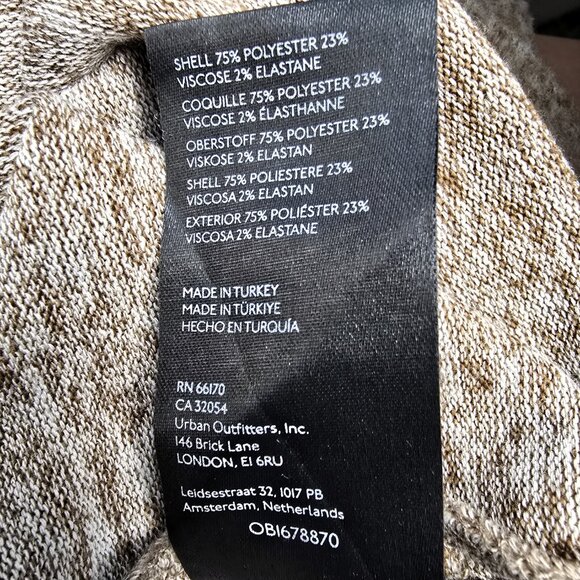 SHELL 75% POLYESTER 23%
VISCOSE 2% ELASTANE
COQUILLE 75% POLYESTER 23%
VISCOSE 2% ÉLASTHANNE
OBERSTOFF 75% POLYESTER 23%
VISKOSE 2% ELASTAN
SHELL 75% POLIESTERE 23%
VISCOSA 2% ELASTAN
EXTERIOR 75% POLIÉSTER 23%
VISCOSA 2% ELASTANE
MADE IN TURKEY
MADE IN TÜRKIYE
HECHO EN TURQUÍA
RN 66170
CA 32054
Urban Outfitters, Inc.
146 Brick Lane
LONDON, E1 6RU
Leidsestraat 32, 1017 PB
Amsterdam, Netherlands
OB1678870